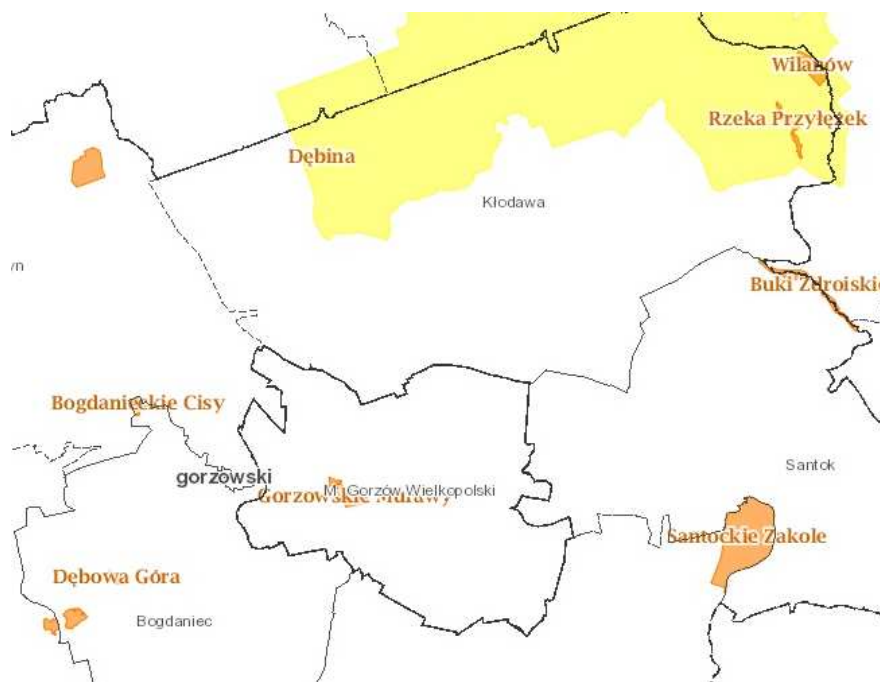 Wilanów
Rzeka Przyłężek
Dębina
Kłodawa
yn
Buki Zdroiskie
Bogdanieckie Cisy
gorzowski
M. Gorzów Wielkopolski
Gorzowskie Murawy
Santok
Santockie Zakole
Dębowa Góra
Bogdaniec